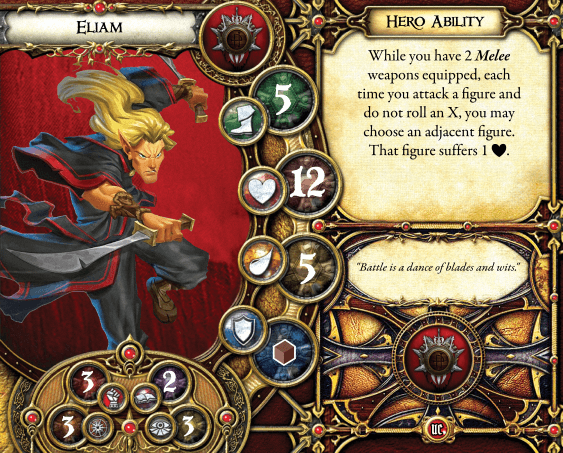 Eliam
5
12
5
3
2
3
3
Hero Ability
While you have 2 Melee
weapons equipped, each
time you attack a figure and
do not roll an X, you may
choose an adjacent figure.
That figure suffers 1 ♥.
"Battle is a dance of blades and wits."
UC